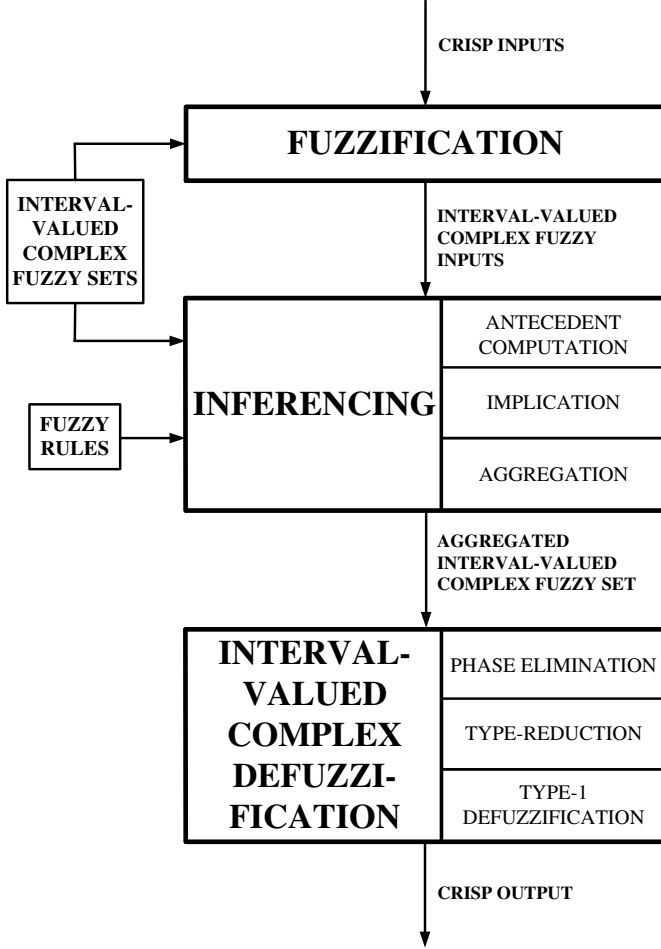 CRISP INPUTS
FUZZIFICATION
INTERVAL-
VALUED
COMPLEX
FUZZY SETS
INTERVAL-VALUED
COMPLEX FUZZY
INPUTS
INFERENCING
ANTECEDENT
COMPUTATION
IMPLICATION
AGGREGATION
FUZZY
RULES
AGGREGATED
INTERVAL-VALUED
COMPLEX FUZZY SET
INTERVAL-
VALUED
COMPLEX
DEFUZZI-
FICATION
PHASE ELIMINATION
TYPE-REDUCTION
TYPE-1
DEFUZZIFICATION
CRISP OUTPUT